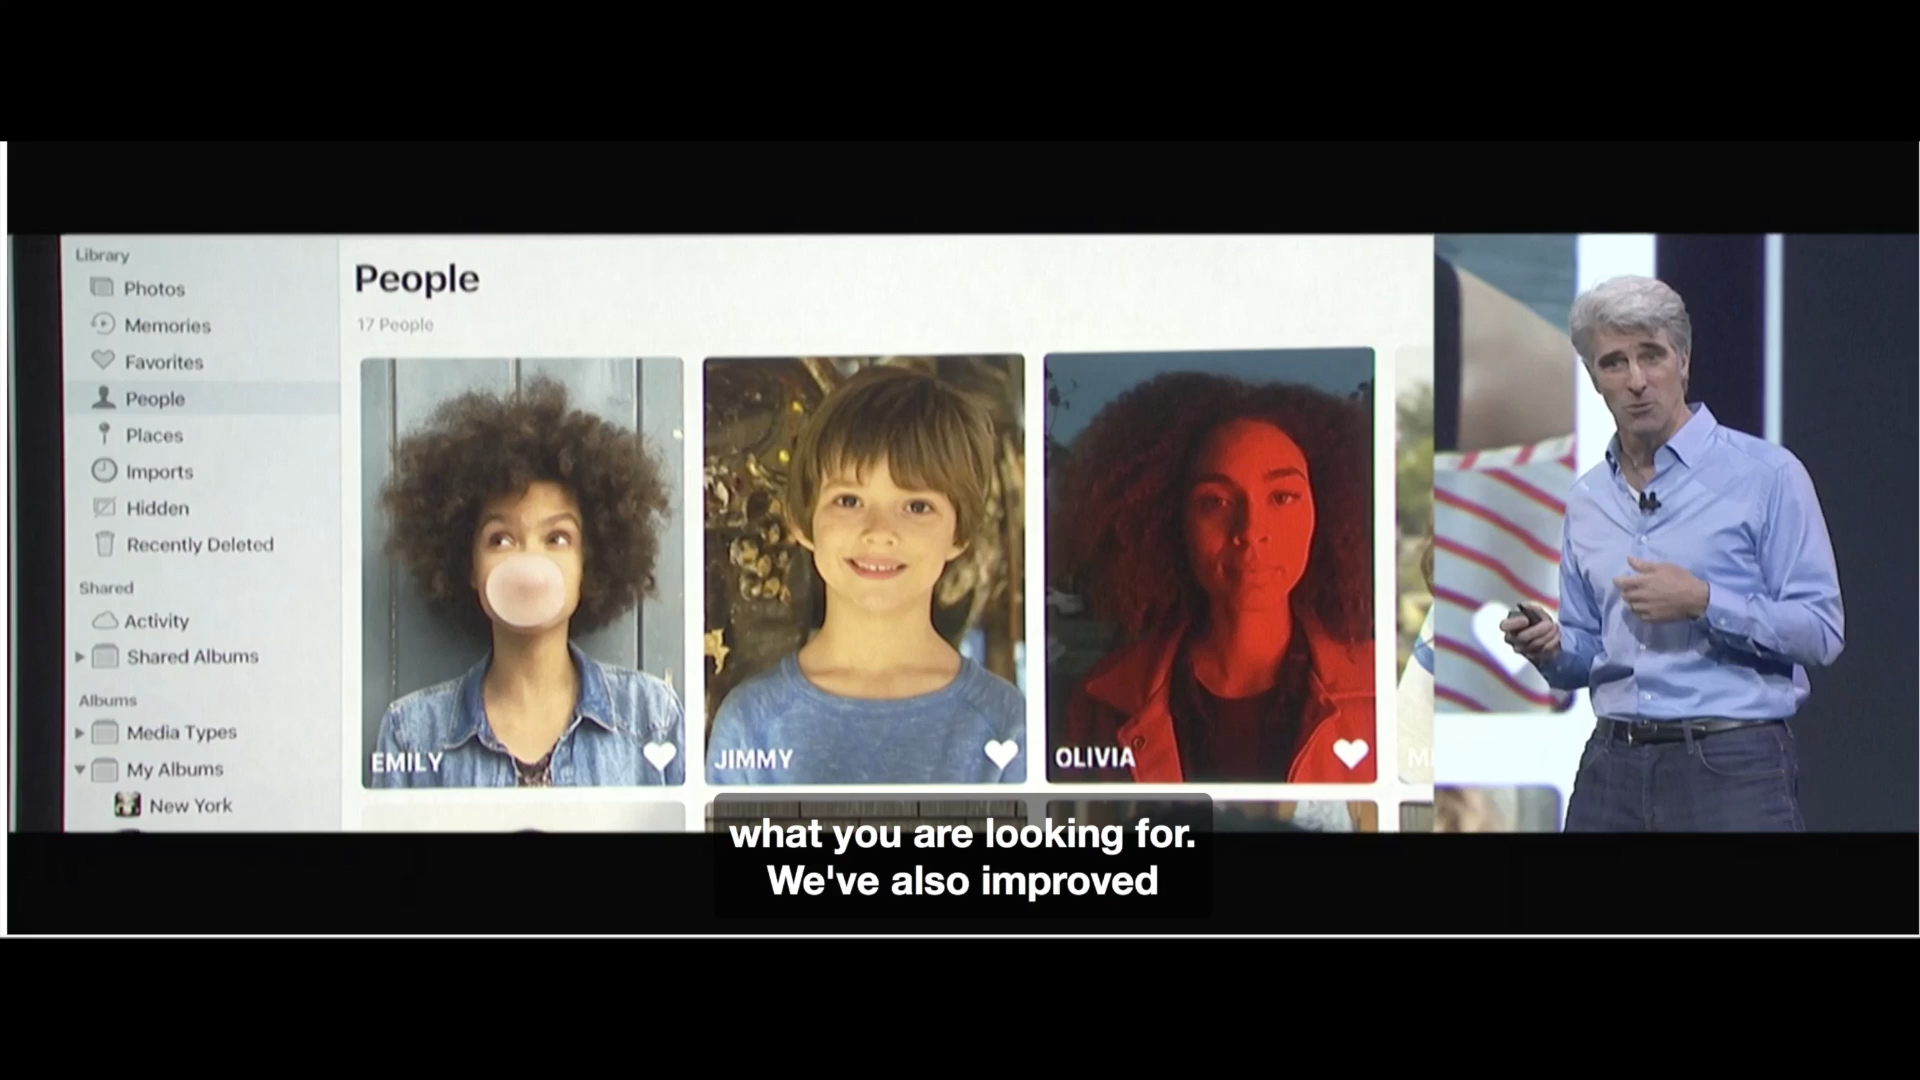 Library
Photos
Memories
Favorites
People
Places
Imports
Hidden
Recently Deleted
Shared
Activity
Shared Albums
Albums
Media Types
My Albums
New York
People
17 People
EMILY
JIMMY
OLIVIA
what you are looking for.
We've also improved